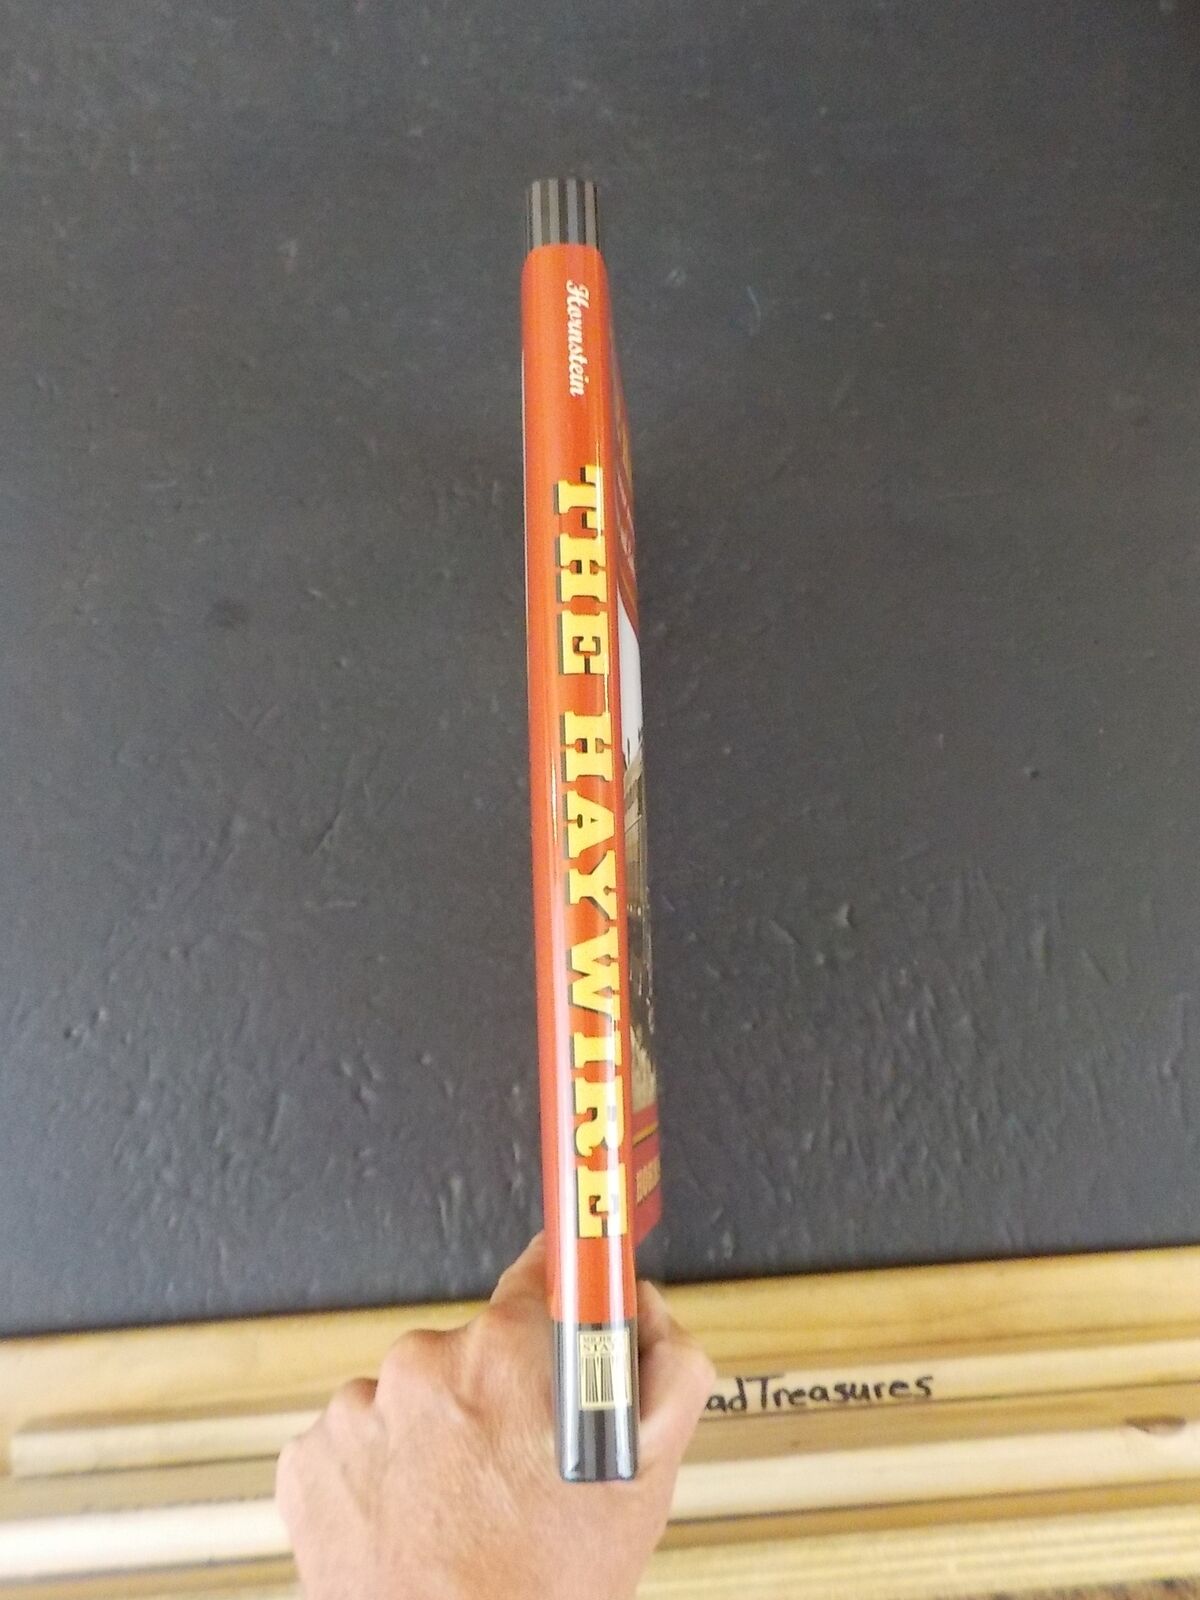 Hornstein
THE HAYWIRE
adTreasures